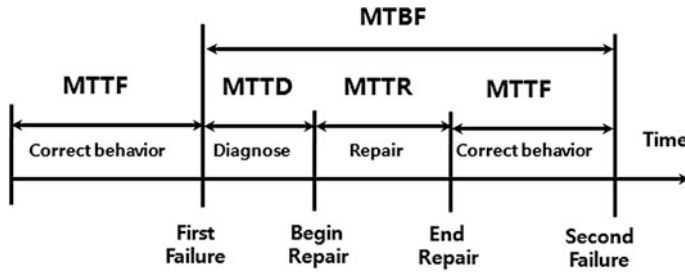 MTBF
MTTF MTTD MTTR MTTF
Correct behavior Diagnose Repair Correct behavior Time
First Failure
Begin Repair
End Repair
Second Failure